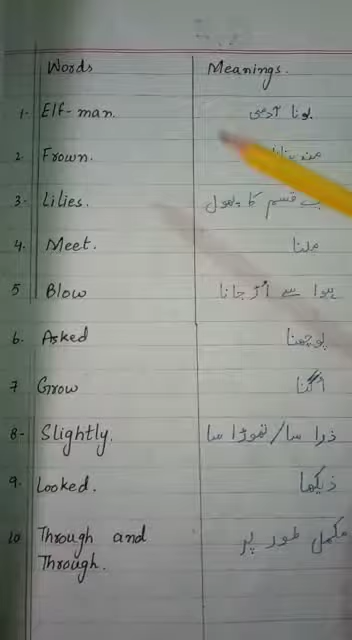 Words Meanings.
1- Elf-man. بونا آدمی
2. Frown. منہ
3- Lilies. قسم کا پھول
4. Meet. ملنا
5 Blow ہوا سے اُڑ جانا
6. Asked پوچھنا
7 Grow اُگنا
8- Slightly. ذرا سا/تھوڑا سا
9. Looked. دیکھا
10 Through and مکمل طور پر
Through.